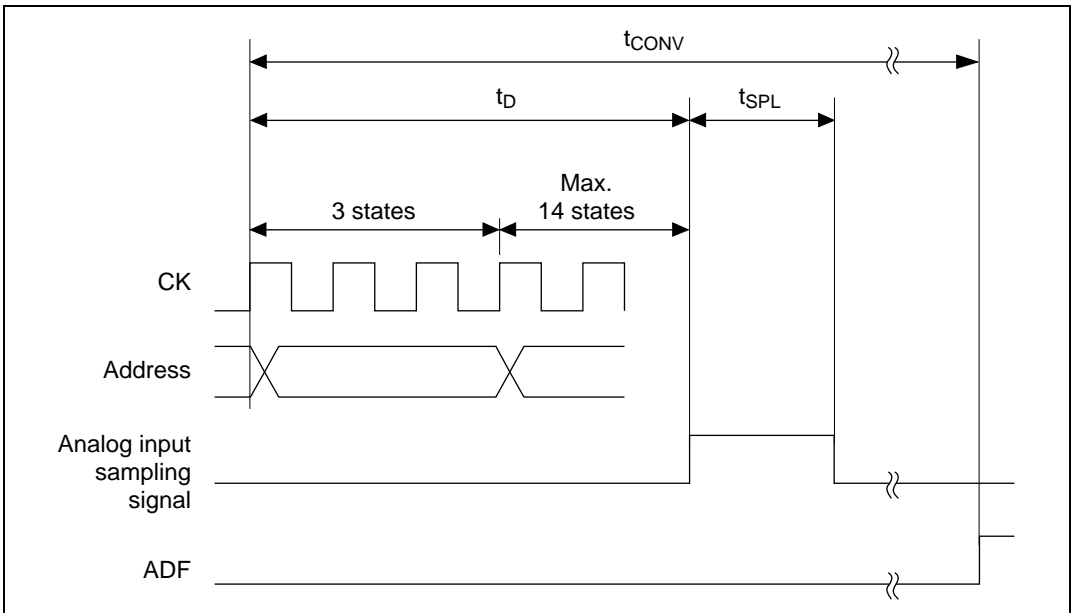 tCONV
tD
tSPL
3 states
Max.
14 states
CK
Address
Analog input
sampling
signal
ADF